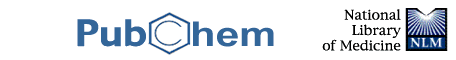 PubChem
National
Library
of Medicine
NLM